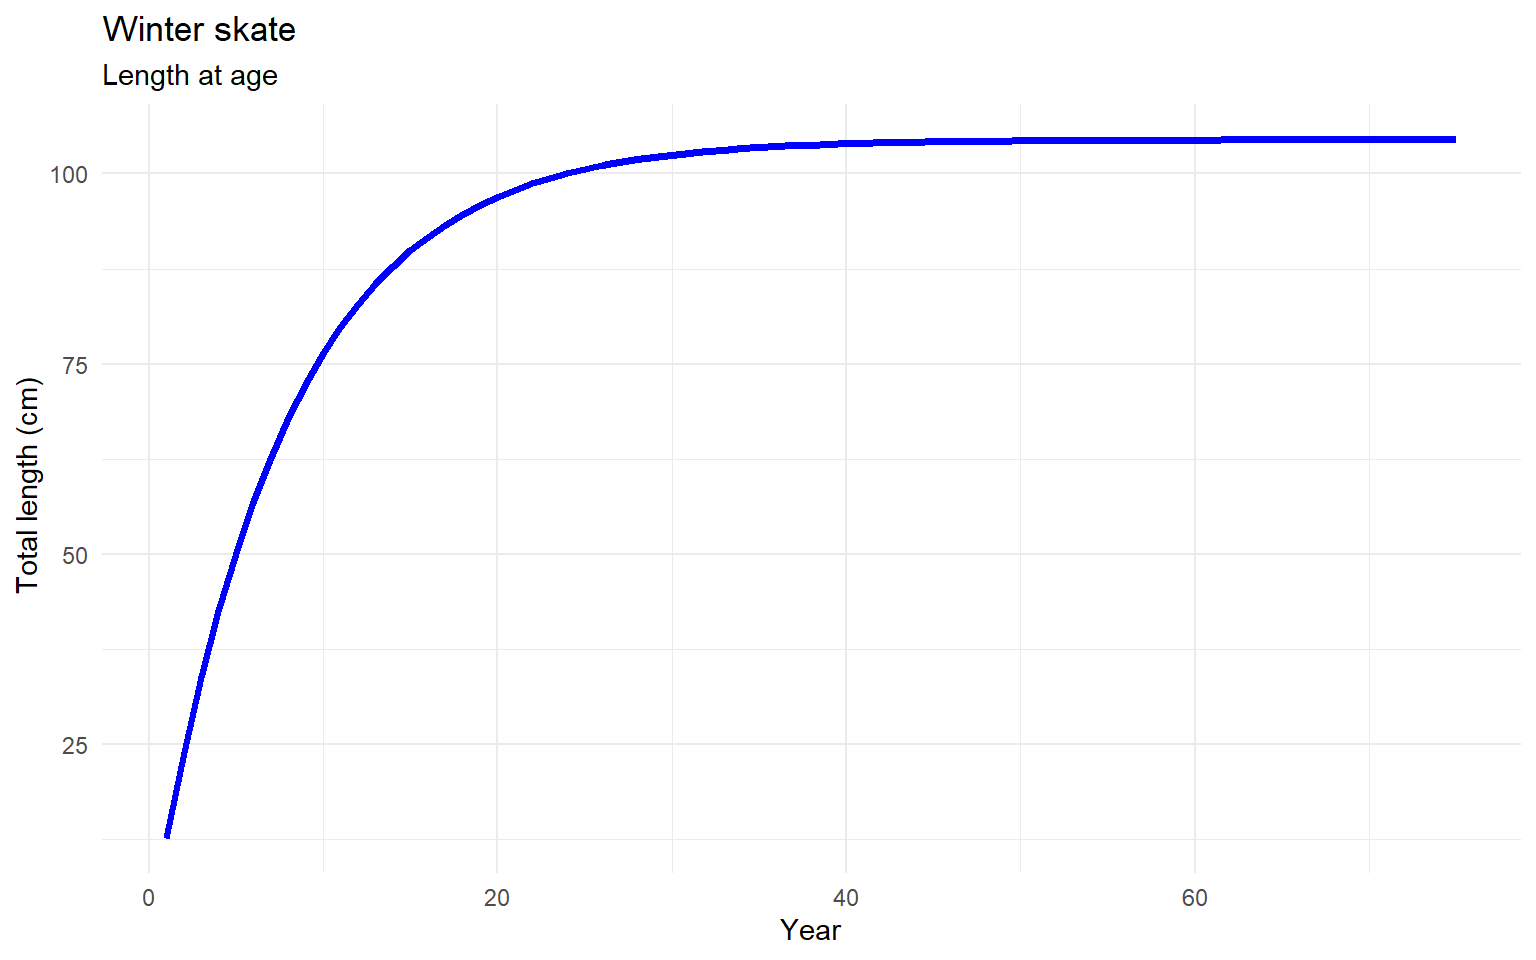 Winter skate
Length at age
Total length (cm)
100
75
50
25
0 20 40 60
Year